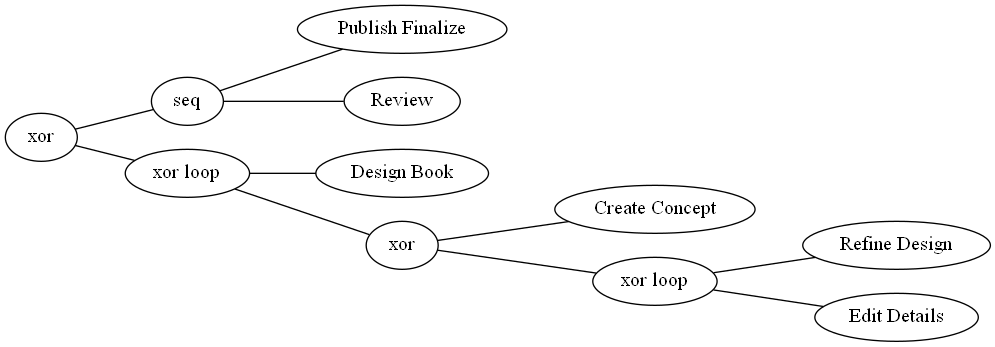 Publish Finalize
seq
Review
xor
xor loop
Design Book
Create Concept
xor
Refine Design
xor loop
Edit Details